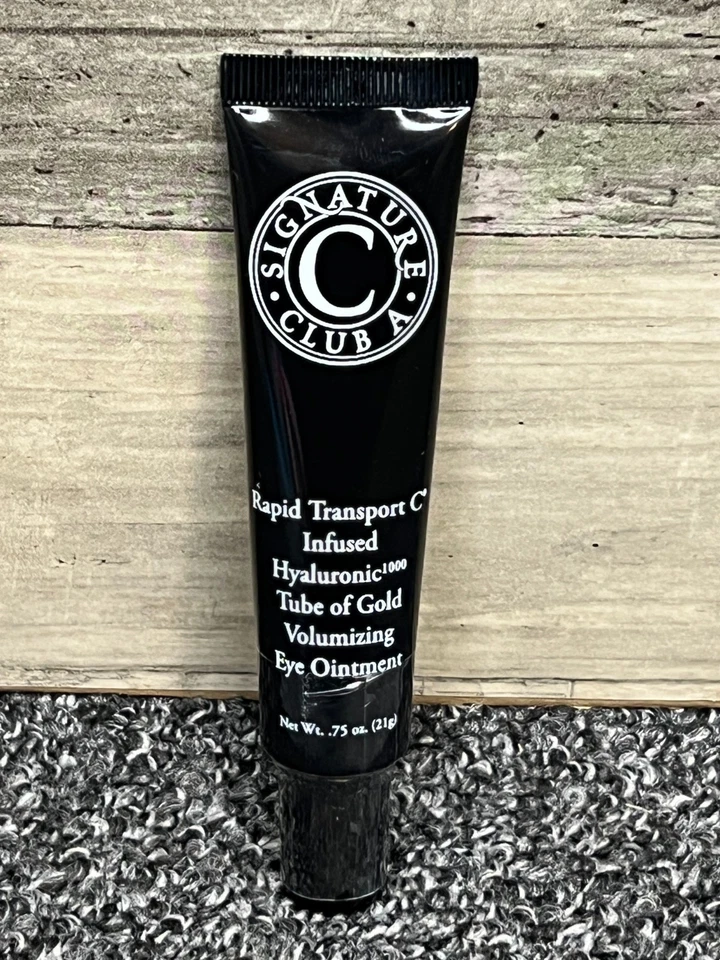 SIGNATURE
C
• CLUB A •
Rapid Transport C®
Infused
Hyaluronic¹⁰⁰⁰
Tube of Gold
Volumizing
Eye Ointment
Net Wt. .75 oz. (21g)